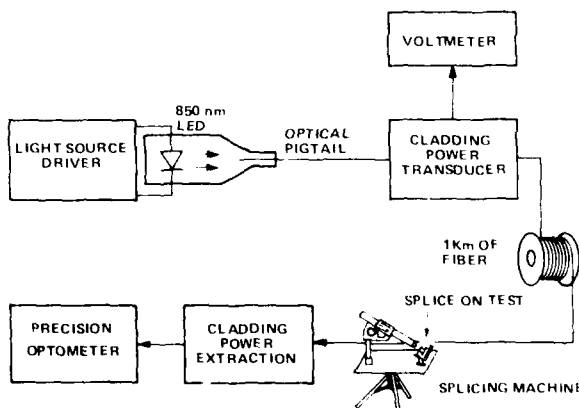 VOLTMETER
850 nm
LED
LIGHT SOURCE
DRIVER
OPTICAL
PIGTAIL
CLADDING
POWER
TRANSDUCER
1Km OF
FIBER
SPLICE ON TEST
PRECISION
OPTOMETER
CLADDING
POWER
EXTRACTION
SPLICING MACHINE